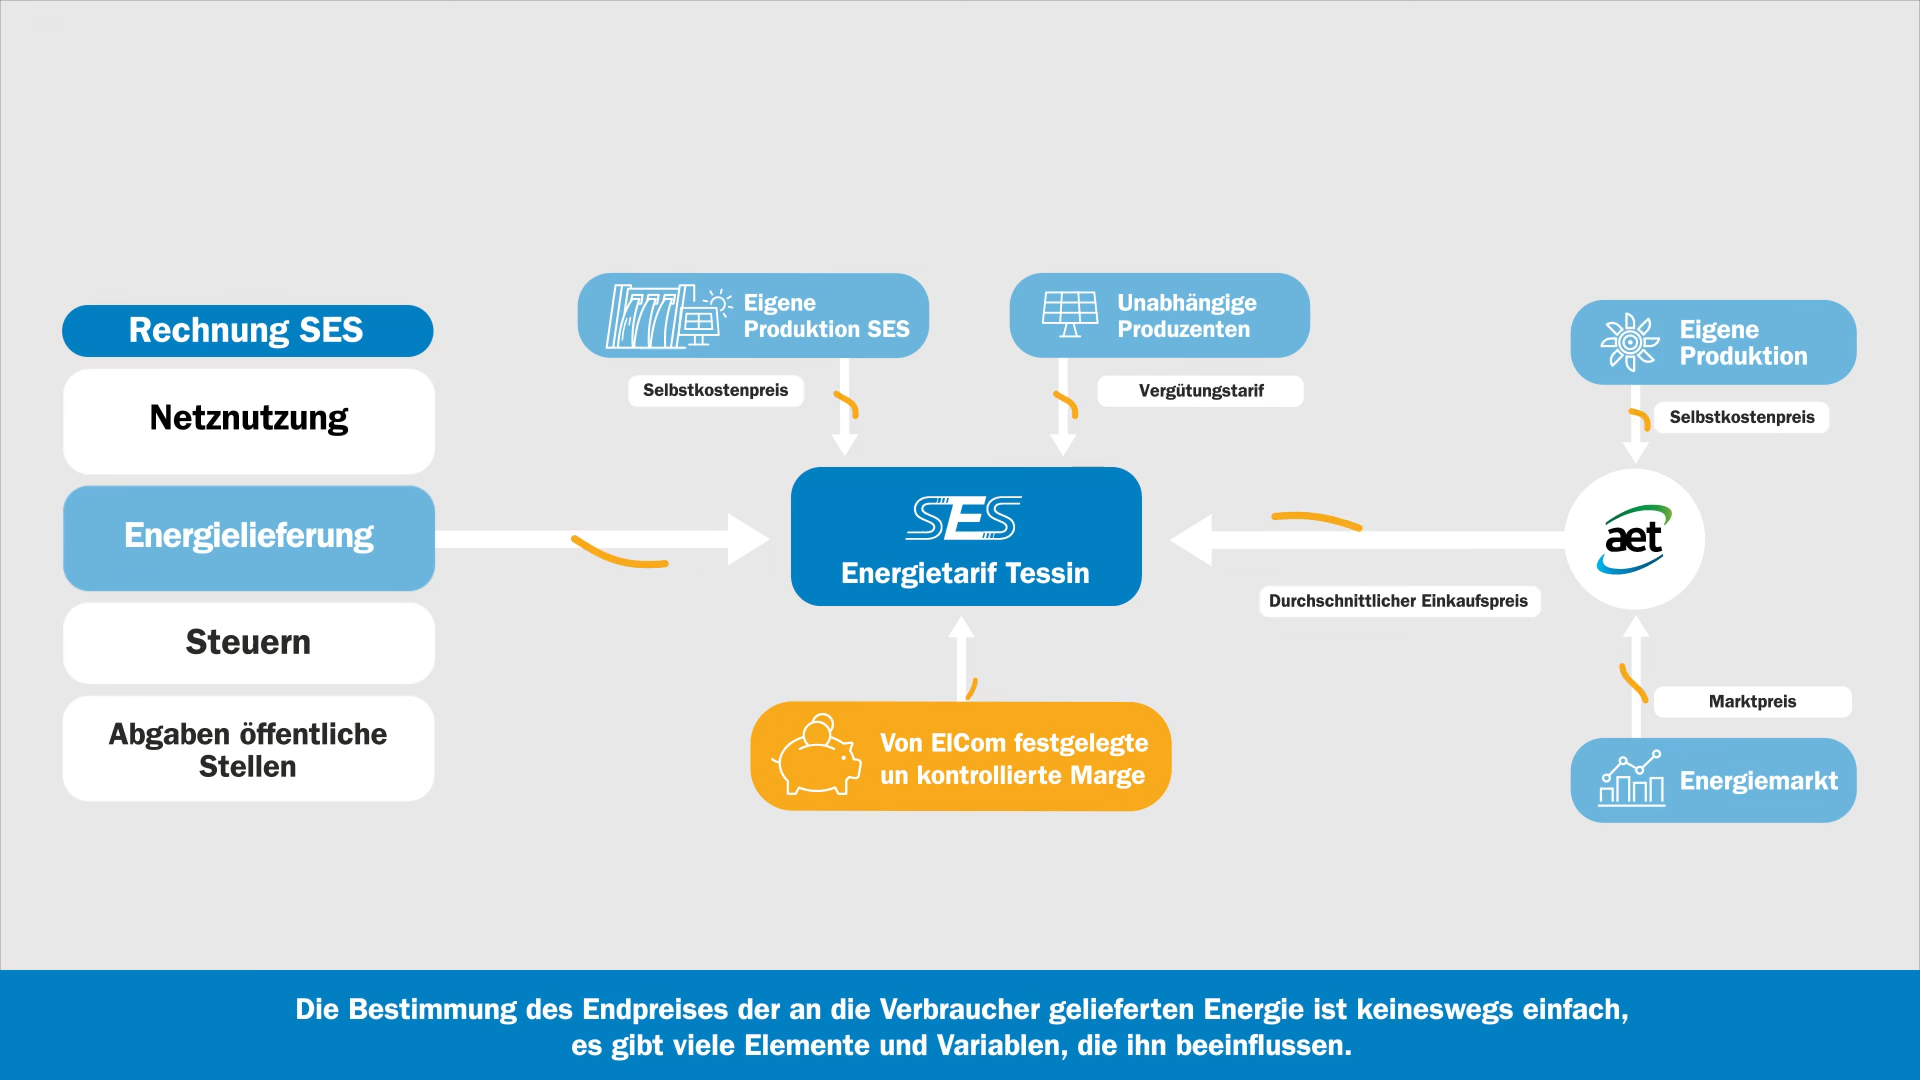 Rechnung SES
Netznutzung
Energielieferung
Steuern
Abgaben öffentliche
Stellen
Eigene
Produktion SES
Selbstkostenpreis
Unabhängige
Produzenten
Vergütungstarif
SES
Energietarif Tessin
Von ElCom festgelegte
un kontrollierte Marge
Durchschnittlicher Einkaufspreis
Eigene
Produktion
Selbstkostenpreis
aet
Marktpreis
Energiemarkt
Die Bestimmung des Endpreises der an die Verbraucher gelieferten Energie ist keineswegs einfach,
es gibt viele Elemente und Variablen, die ihn beeinflussen.